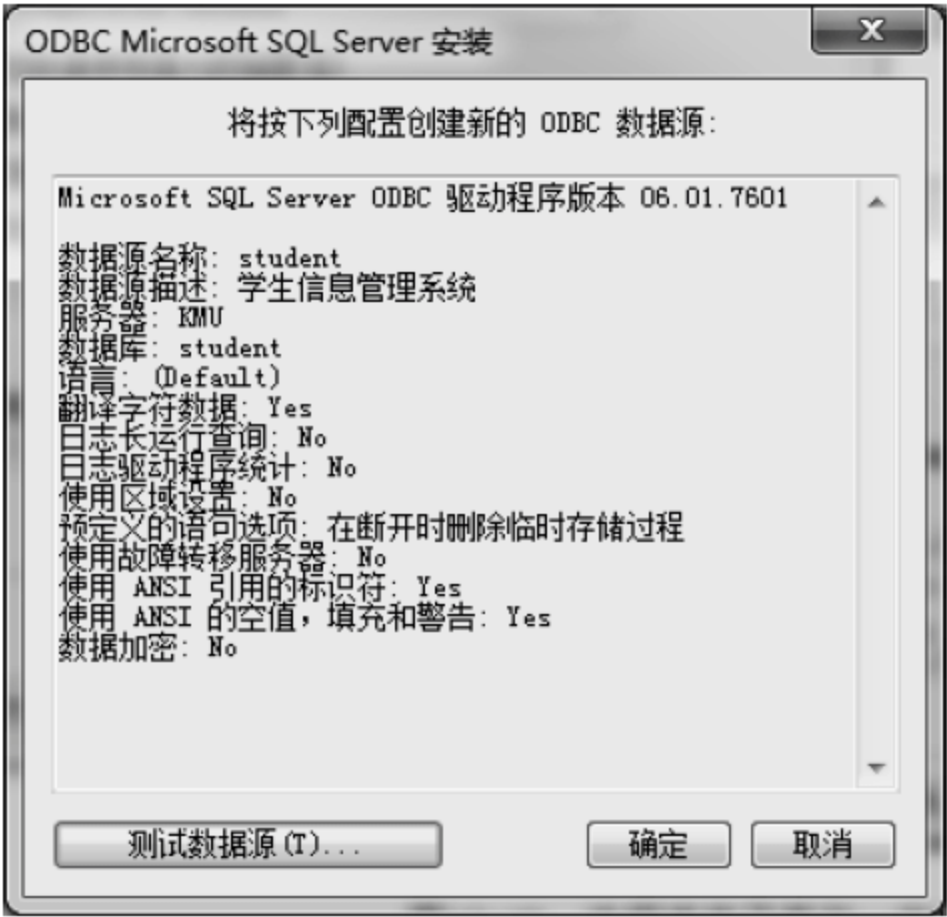 ODBC Microsoft SQL Server 安装
将按下列配置创建新的 ODBC 数据源:
Microsoft SQL Server ODBC 驱动程序版本 06.01.7601
数据源名称: student
数据源描述: 学生信息管理系统
服务器: KMU
数据库: student
语言: (Default)
翻译字符数据: Yes
日志长运行查询: No
日志驱动程序统计: No
使用区域设置: No
预定义的语句选项: 在断开时删除临时存储过程
使用故障转移服务器: No
使用 ANSI 引用的标识符: Yes
使用 ANSI 的空值，填充和警告: Yes
数据加密: No
测试数据源(T)...
确定
取消